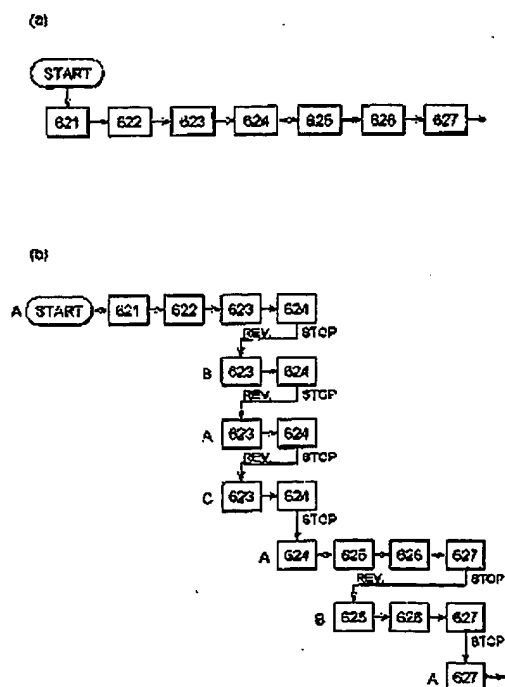 (a)
START
621 622 623 624 625 626 627
(b)
A START 621 622 623 624
REV. STOP
B 623 624
REV. STOP
A 623 624
REV. STOP
C 623 624
STOP
A 624 625 626 627
REV. STOP
B 625 626 627
STOP
A 627